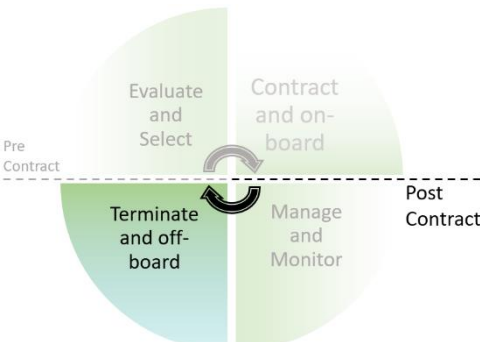 Evaluate
and
Select
Contract
and on-
board
Pre
Contract
Post
Contract
Terminate
and off-
board
Manage
and
Monitor